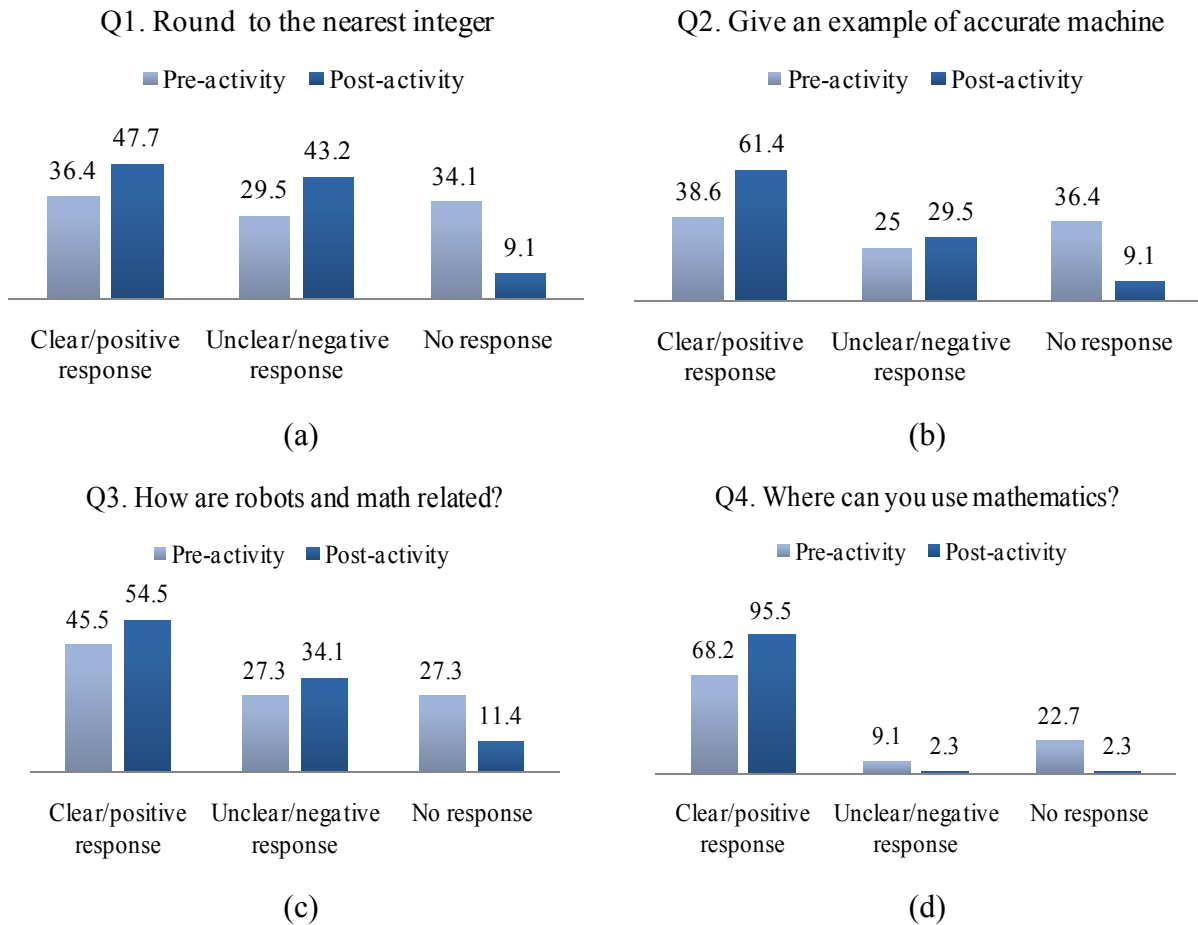 Q1. Round to the nearest integer
Pre-activity Post-activity
36.4 47.7 29.5 43.2 34.1 9.1
Clear/positive response Unclear/negative response No response
(a)
Q2. Give an example of accurate machine
Pre-activity Post-activity
38.6 61.4 25 29.5 36.4 9.1
Clear/positive response Unclear/negative response No response
(b)
Q3. How are robots and math related?
Pre-activity Post-activity
45.5 54.5 27.3 34.1 27.3 11.4
Clear/positive response Unclear/negative response No response
(c)
Q4. Where can you use mathematics?
Pre-activity Post-activity
68.2 95.5 9.1 2.3 22.7 2.3
Clear/positive response Unclear/negative response No response
(d)